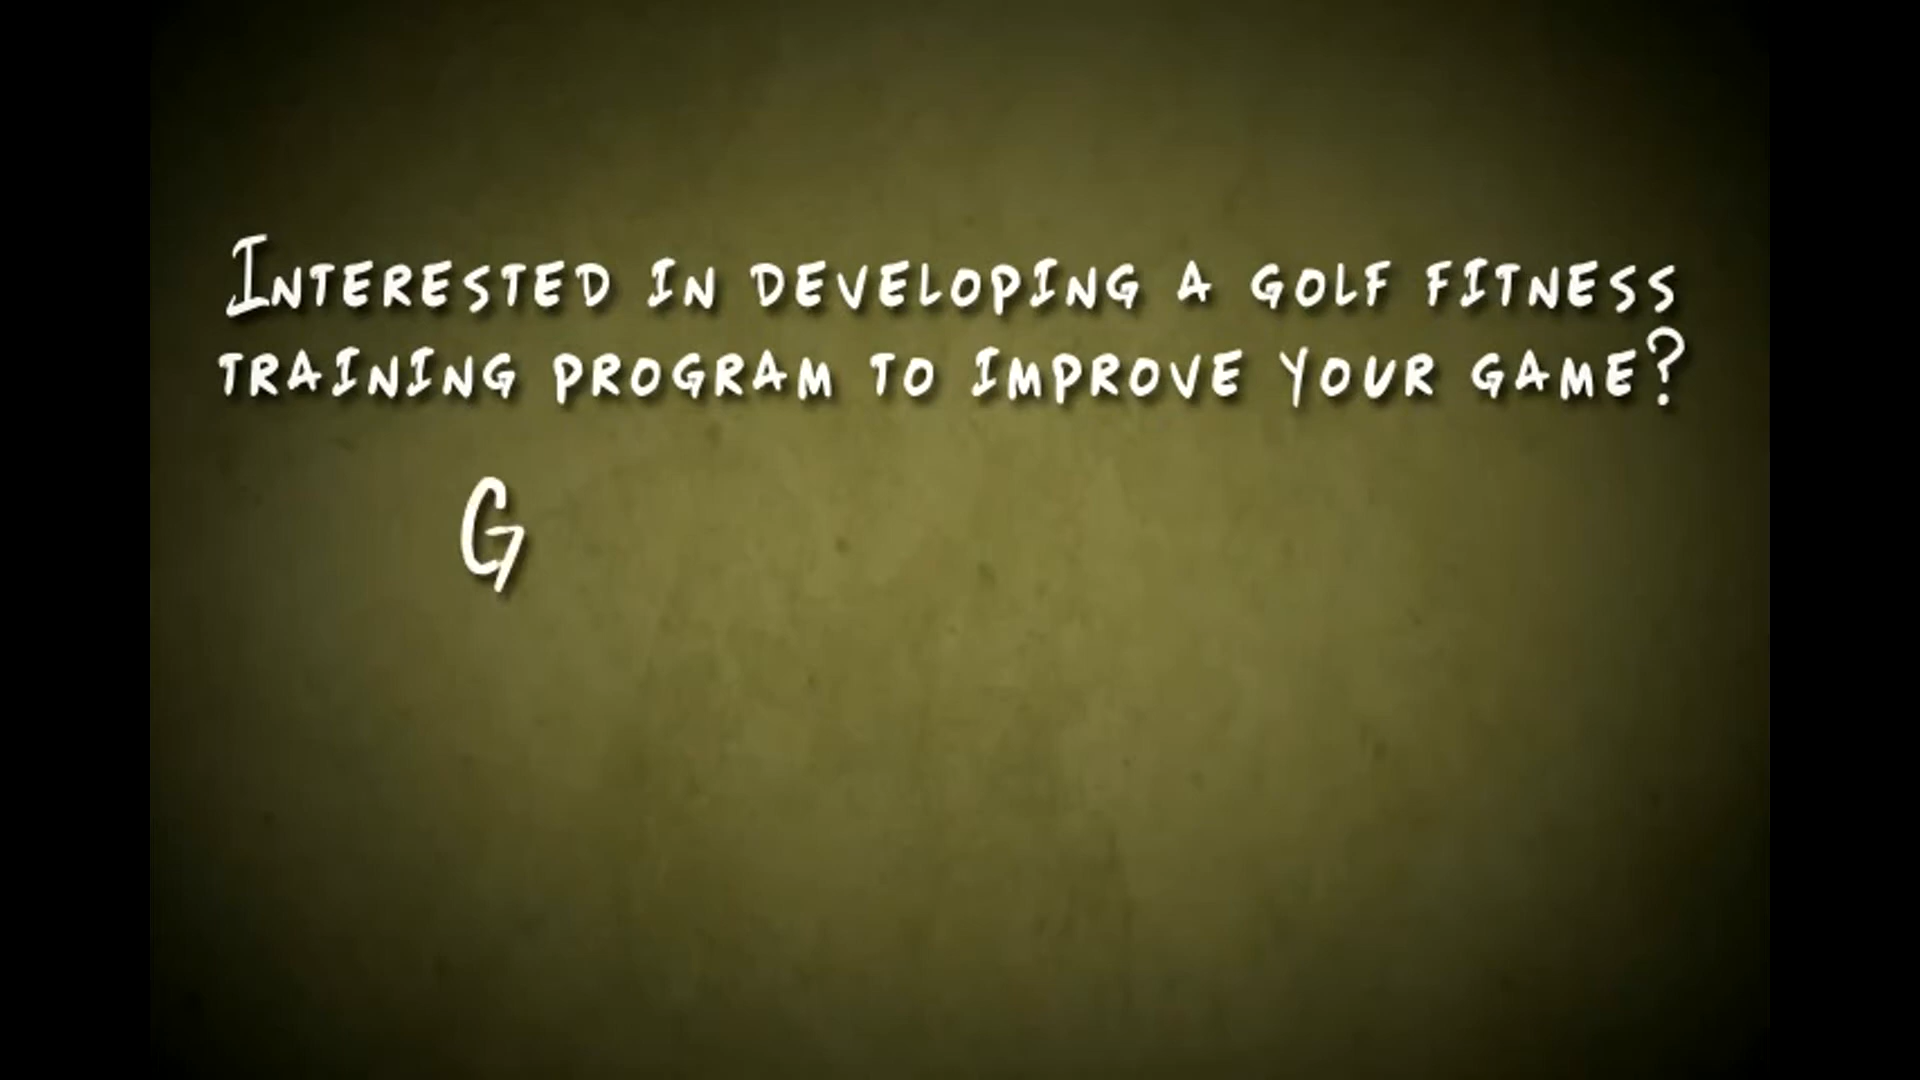 Interested in developing a golf fitness
training program to improve your game?
G